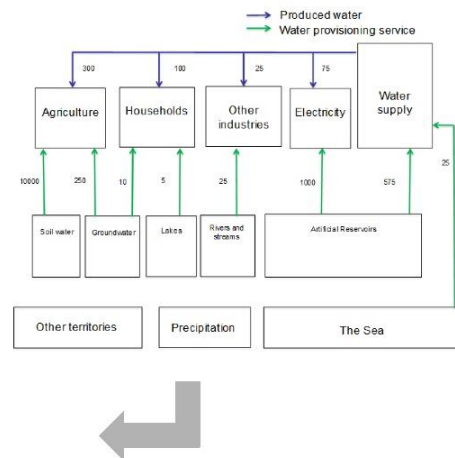 Produced water
Water provisioning service
300
100
25
75
Agriculture
Households
Other
industries
Electricity
Water
supply
10000
250
10
5
25
1000
575
25
Soil water
Groundwater
Lakes
Rivers and
streams
Artificial Reservoirs
Other territories
Precipitation
The Sea